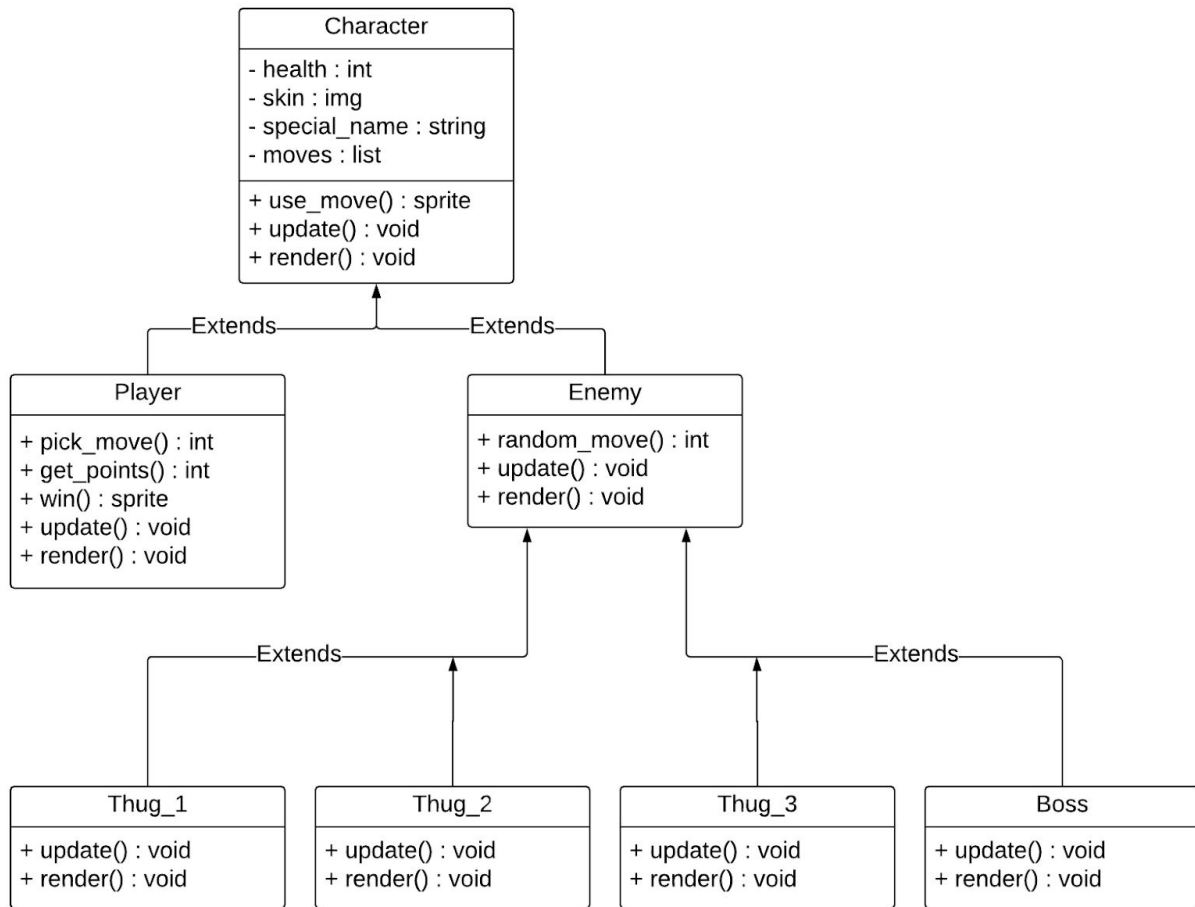 Character
- health : int
- skin : img
- special_name : string
- moves : list
+ use_move() : sprite
+ update() : void
+ render() : void
Extends
Extends
Player
+ pick_move() : int
+ get_points() : int
+ win() : sprite
+ update() : void
+ render() : void
Enemy
+ random_move() : int
+ update() : void
+ render() : void
Extends
Extends
Thug_1
+ update() : void
+ render() : void
Thug_2
+ update() : void
+ render() : void
Thug_3
+ update() : void
+ render() : void
Boss
+ update() : void
+ render() : void